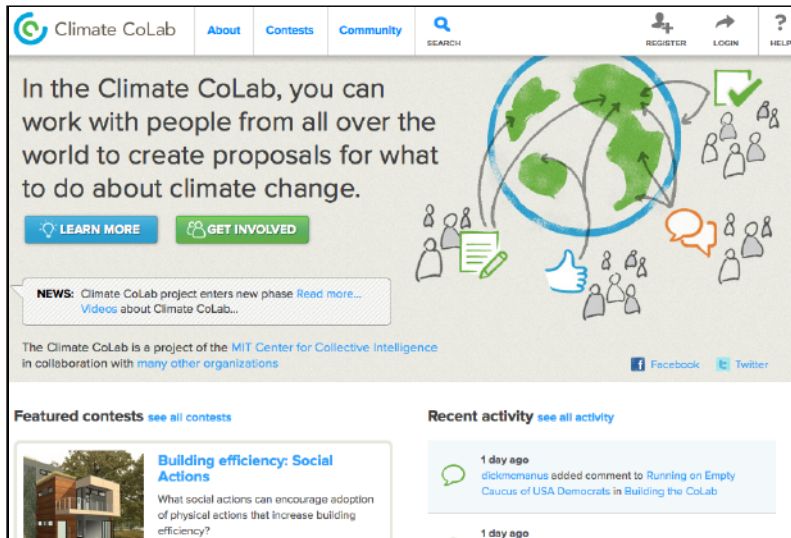 Climate CoLab
About
Contests
Community
SEARCH
REGISTER
LOGIN
HELP
In the Climate CoLab, you can
work with people from all over the
world to create proposals for what
to do about climate change.
LEARN MORE
GET INVOLVED
NEWS: Climate CoLab project enters new phase Read more...
Videos about Climate CoLab...
The Climate CoLab is a project of the MIT Center for Collective Intelligence
in collaboration with many other organizations
Facebook
Twitter
Featured contests see all contests
Building efficiency: Social
Actions
What social actions can encourage adoption
of physical actions that increase building
efficiency?
Recent activity see all activity
1 day ago
dickmcmanus added comment to Running on Empty
Caucus of USA Democrats in Building the CoLab
1 day ago